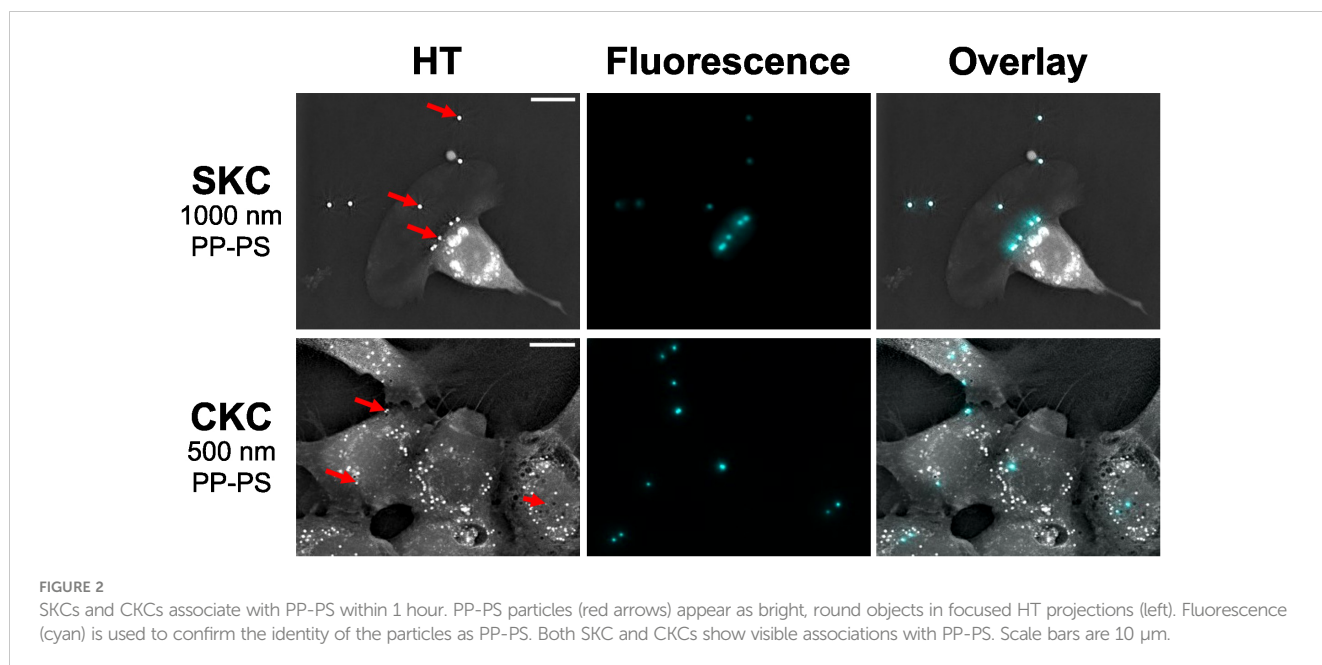 HT Fluorescence Overlay
SKC
1000 nm
PP-PS
CKC
500 nm
PP-PS
FIGURE 2
SKCs and CKCs associate with PP-PS within 1 hour. PP-PS particles (red arrows) appear as bright, round objects in focused HT projections (left). Fluorescence
(cyan) is used to confirm the identity of the particles as PP-PS. Both SKC and CKCs show visible associations with PP-PS. Scale bars are 10 μm.